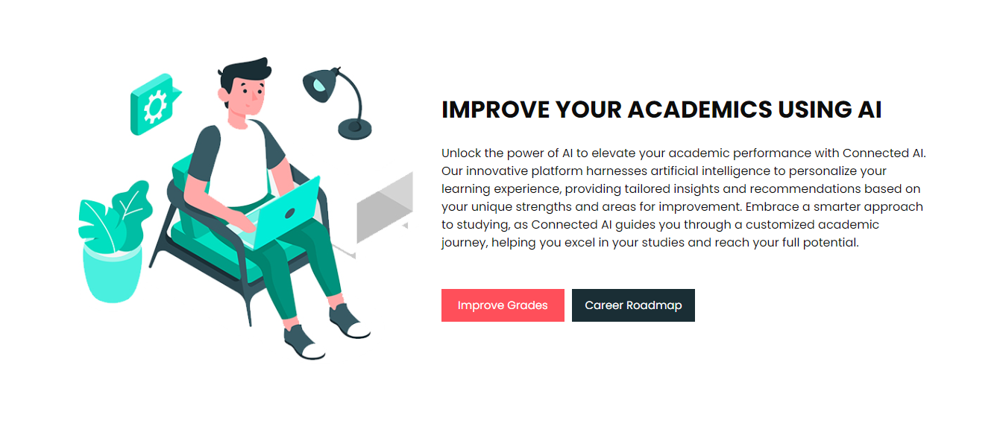 IMPROVE YOUR ACADEMICS USING AI
Unlock the power of AI to elevate your academic performance with Connected AI.
Our innovative platform harnesses artificial intelligence to personalize your
learning experience, providing tailored insights and recommendations based on
your unique strengths and areas for improvement. Embrace a smarter approach
to studying, as Connected AI guides you through a customized academic
journey, helping you excel in your studies and reach your full potential.
Improve Grades
Career Roadmap